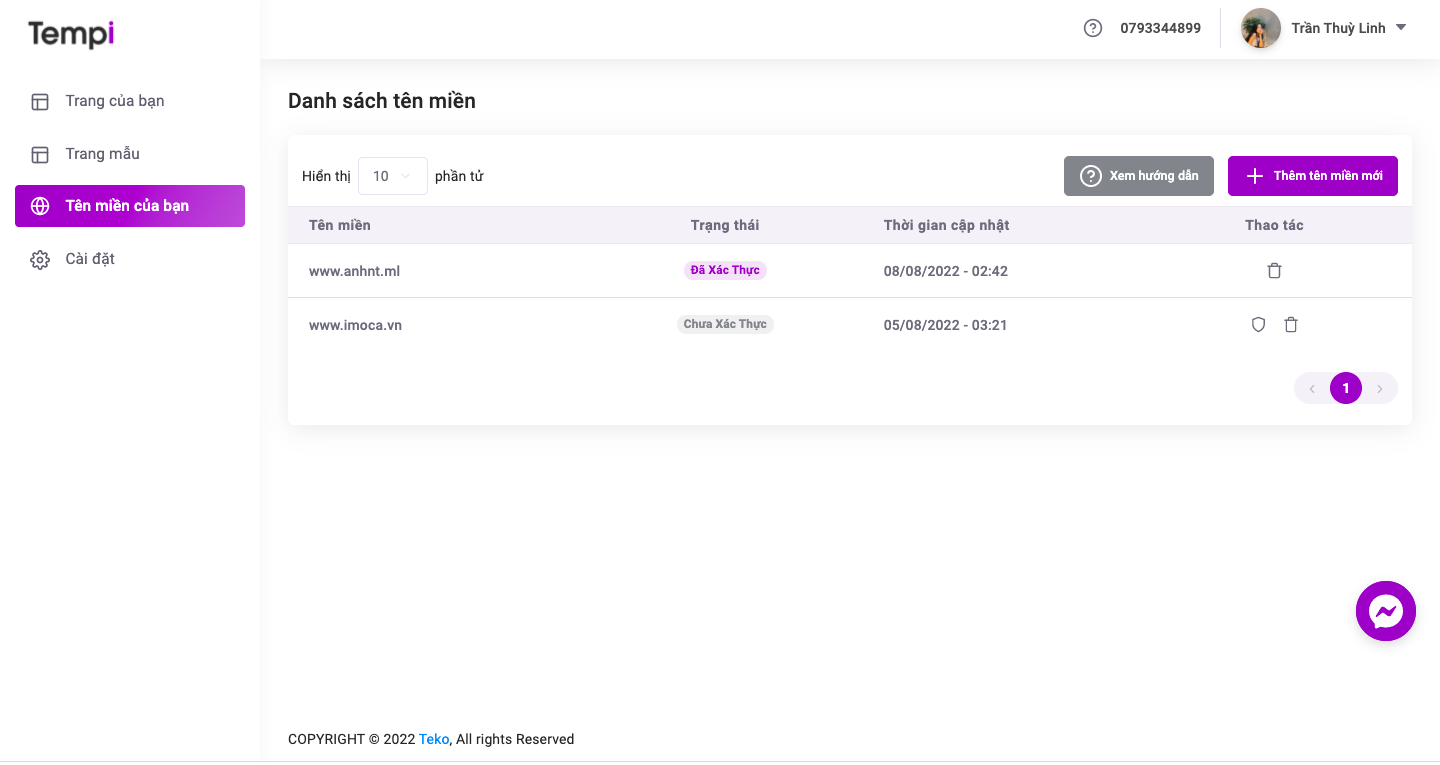 Tempi
0793344899
Trần Thuỳ Linh
Trang của bạn
Trang mẫu
Tên miền của bạn
Cài đặt
Danh sách tên miền
Hiển thị 10 phần tử
Xem hướng dẫn
Thêm tên miền mới
Tên miền Trạng thái Thời gian cập nhật Thao tác
www.anhnt.ml Đã Xác Thực 08/08/2022 - 02:42
www.imoca.vn Chưa Xác Thực 05/08/2022 - 03:21
1
COPYRIGHT © 2022 Teko, All rights Reserved